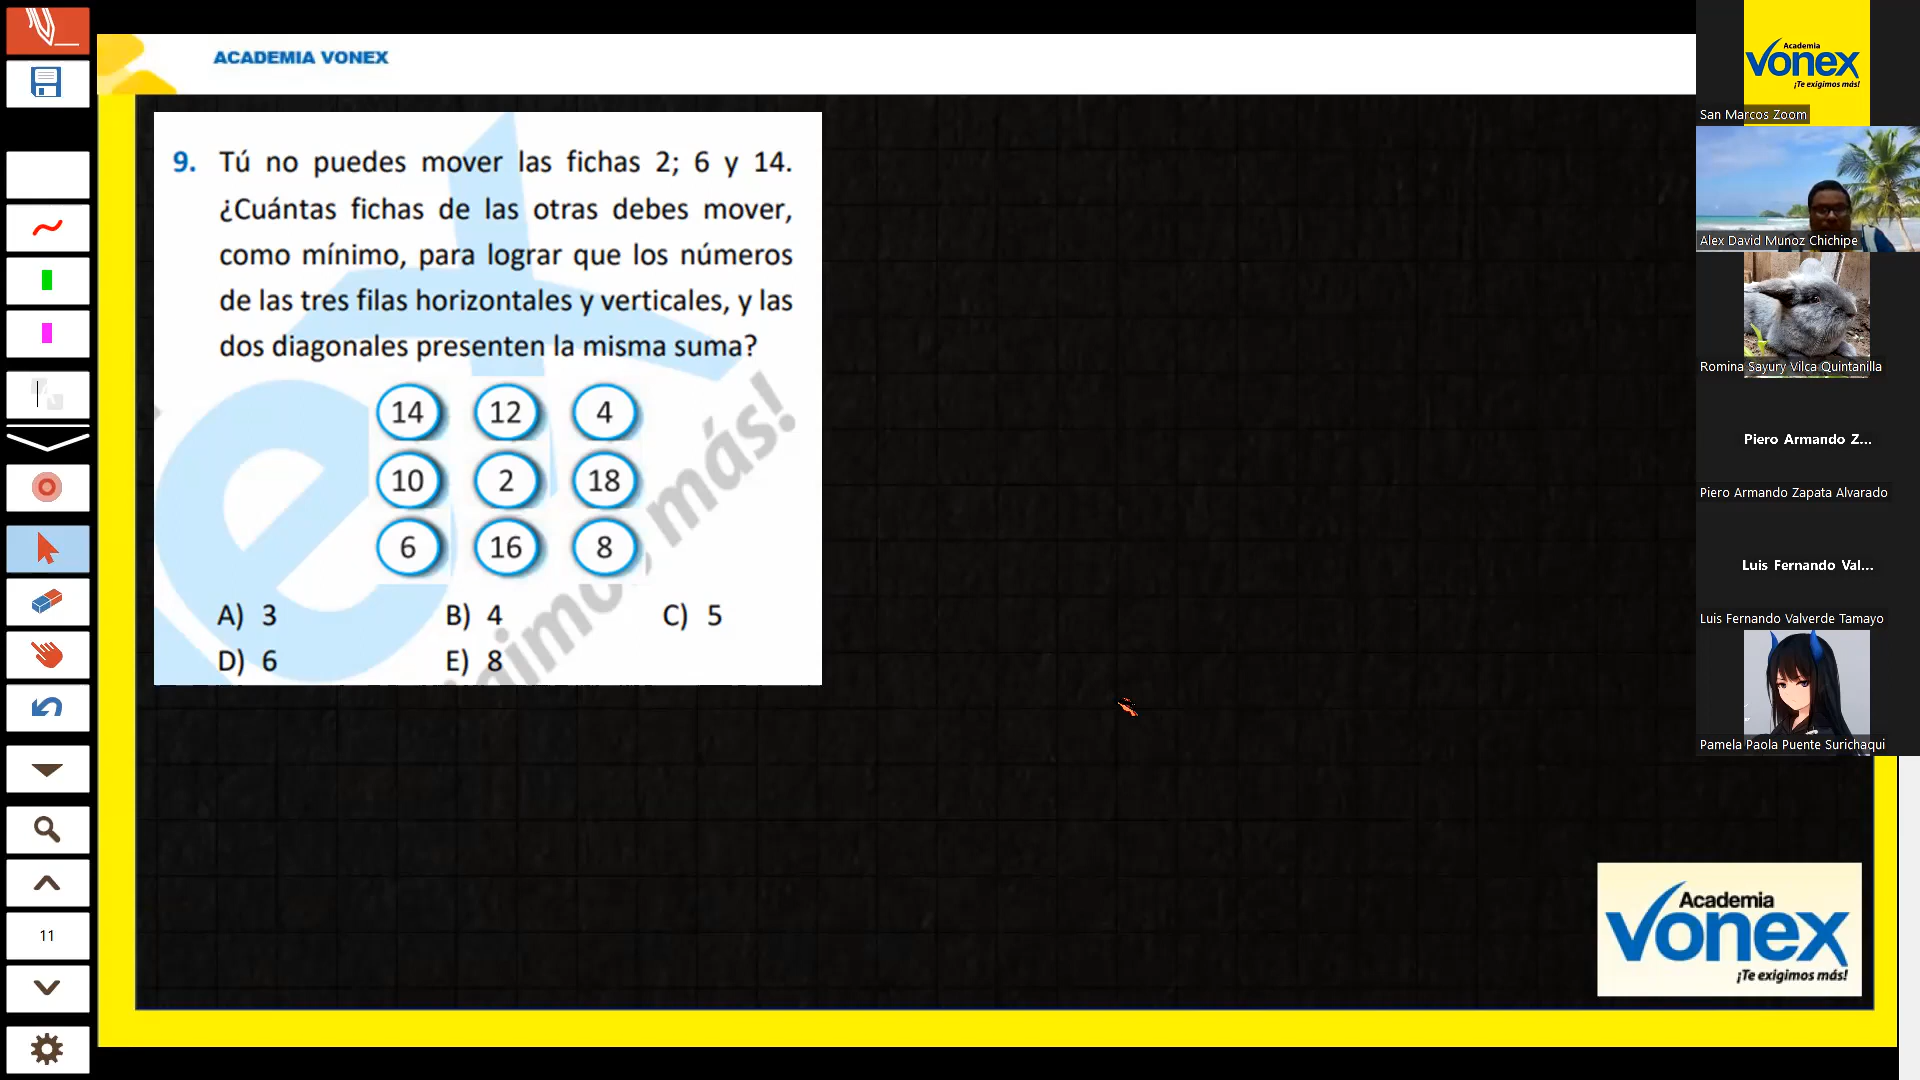 ACADEMIA VONEX
9. Tú no puedes mover las fichas 2; 6 y 14.
¿Cuántas fichas de las otras debes mover,
como mínimo, para lograr que los números
de las tres filas horizontales y verticales, y las
dos diagonales presenten la misma suma?
14 12 4
10 2 18
6 16 8
A) 3 B) 4 C) 5
D) 6 E) 8
más!
11
Academia
vonex
¡Te exigimos más!
San Marcos Zoom
Alex David Munoz Chichipe
Romina Sayury Vilca Quintanilla
Piero Armando Z...
Piero Armando Zapata Alvarado
Luis Fernando Val...
Luis Fernando Valverde Tamayo
Pamela Paola Puente Surichaqui
Academia
vonex
¡Te exigimos más!